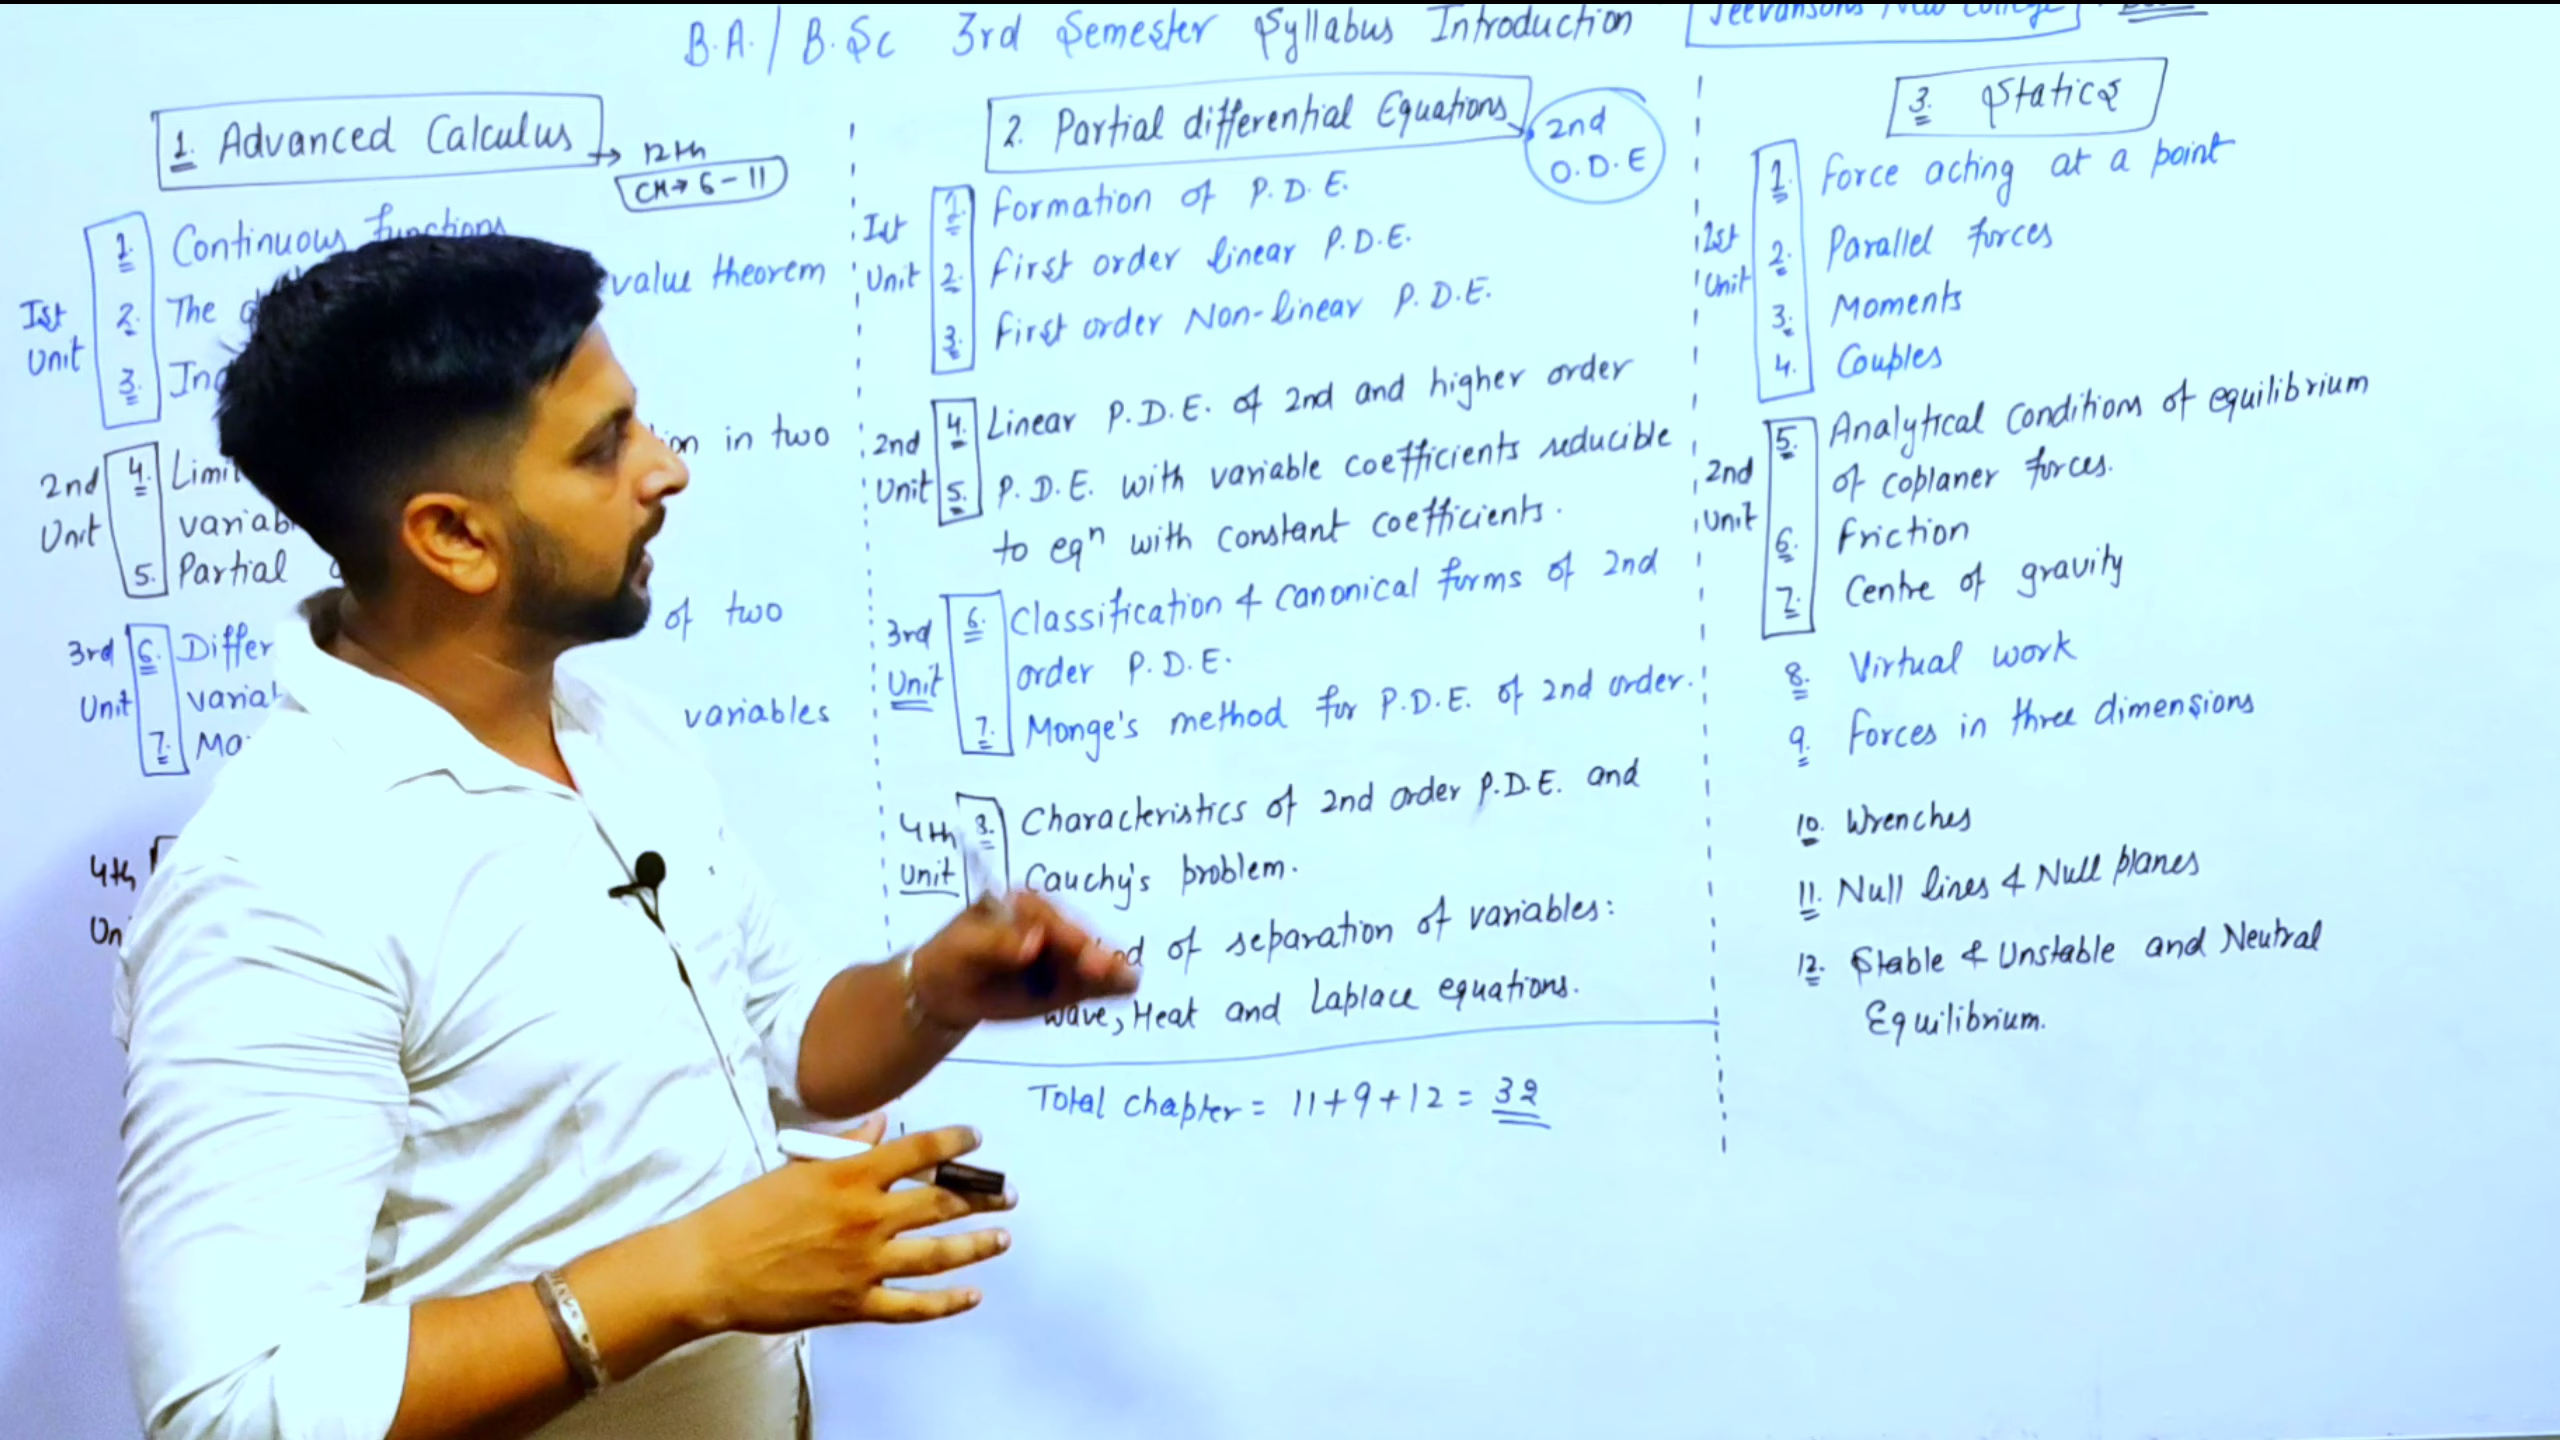 B.A. / B.Sc 3rd Semester Syllabus Introduction
Jeevansons New College
1. Advanced Calculus
→ 12th
CH→ 6-11
Ist
Unit
1. Continuous functions
2. The value theorem
3.
2nd
Unit
4. in two
5. Partial
3rd
Unit
6. of two
7. variables
4th
2. Partial differential Equations
2nd
O.D.E
Ist
Unit
1. Formation of P.D.E.
2. First order linear P.D.E.
3. First order Non-linear P.D.E.
2nd
Unit
4. Linear P.D.E. of 2nd and higher order
5. P.D.E. with variable coefficients reducible
to eqⁿ with constant coefficients.
3rd
Unit
6. Classification & canonical forms of 2nd
order P.D.E.
7. Monge's method for P.D.E. of 2nd order.
4th
Unit
8. Characteristics of 2nd order P.D.E. and
Cauchy's problem.
of separation of variables:
Wave, Heat and Laplace equations.
Total chapter = 11+9+12 = 32
3. Statics
1st
Unit
1. Force acting at a point
2. Parallel forces
3. Moments
4. Couples
2nd
Unit
5. Analytical Conditions of equilibrium
of coplaner forces.
6. Friction
7. Centre of gravity
8. Virtual work
9. Forces in three dimensions
10. Wrenches
11. Null lines & Null planes
12. Stable & Unstable and Neutral
Equilibrium.